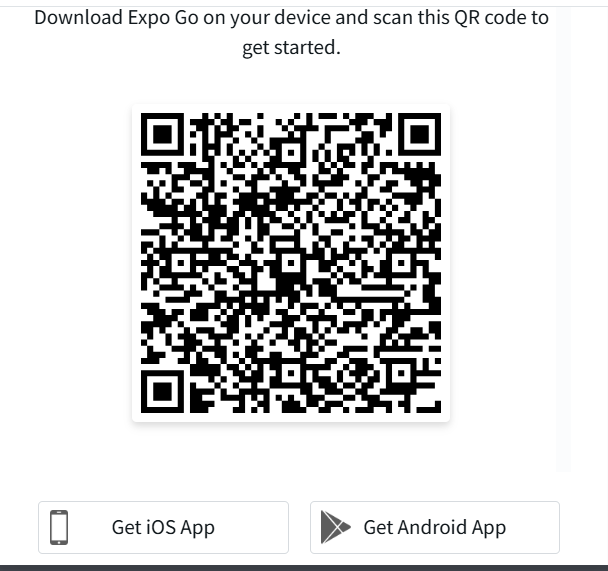 Download Expo Go on your device and scan this QR code to
get started.
Get iOS App
Get Android App